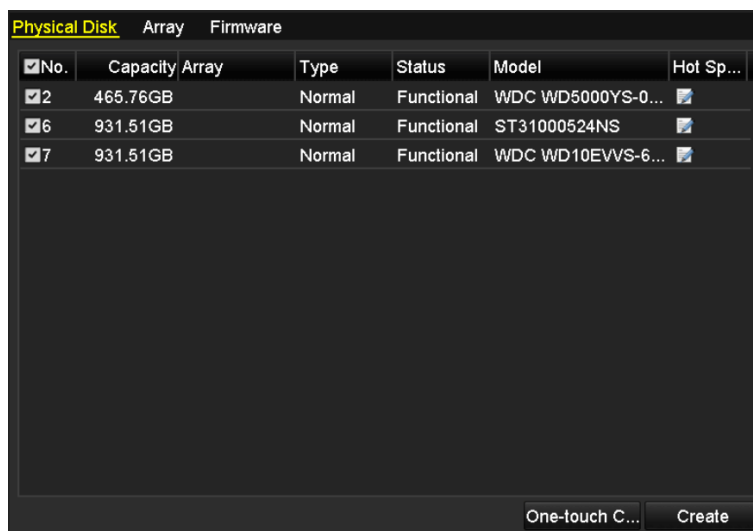 Physical Disk Array Firmware
No. Capacity Array Type Status Model Hot Sp...
2 465.76GB Normal Functional WDC WD5000YS-0...
6 931.51GB Normal Functional ST31000524NS
7 931.51GB Normal Functional WDC WD10EVVS-6...
One-touch C... Create